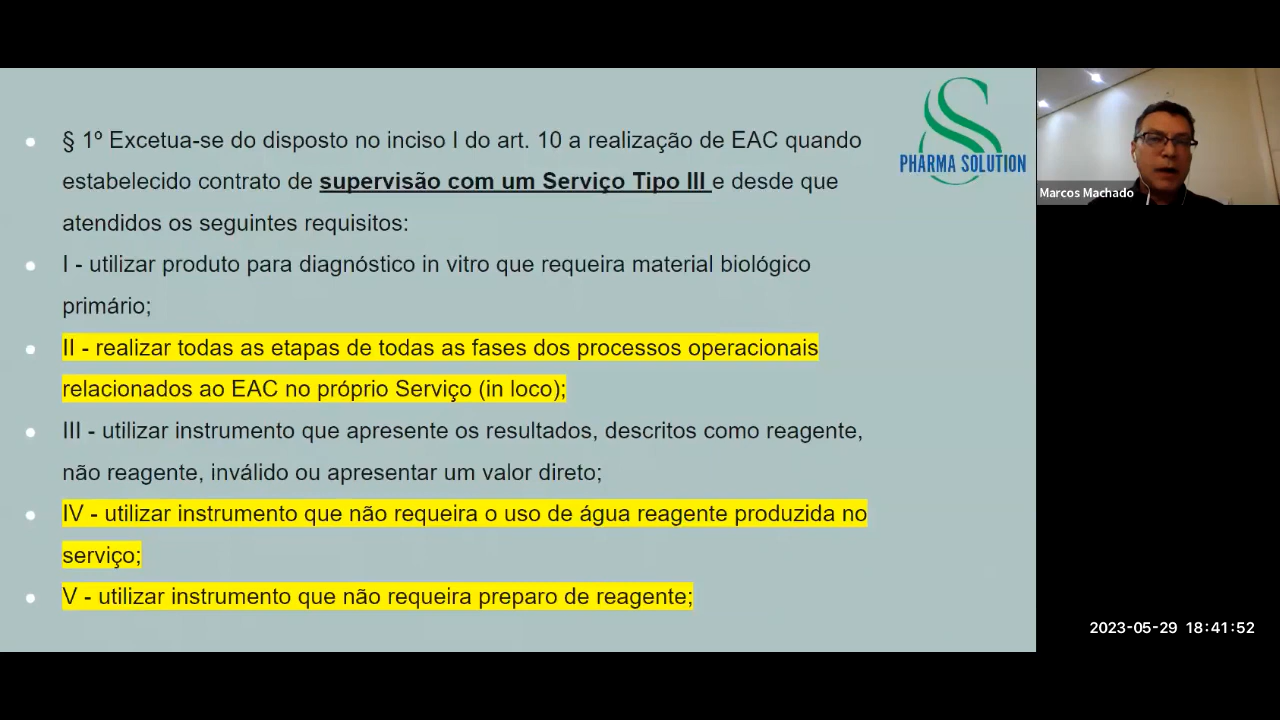 § 1º Excetua-se do disposto no inciso I do art. 10 a realização de EAC quando
estabelecido contrato de supervisão com um Serviço Tipo III e desde que
atendidos os seguintes requisitos:
I - utilizar produto para diagnóstico in vitro que requeira material biológico
primário;
II - realizar todas as etapas de todas as fases dos processos operacionais
relacionados ao EAC no próprio Serviço (in loco);
III - utilizar instrumento que apresente os resultados, descritos como reagente,
não reagente, inválido ou apresentar um valor direto;
IV - utilizar instrumento que não requeira o uso de água reagente produzida no
serviço;
V - utilizar instrumento que não requeira preparo de reagente;
PHARMA SOLUTION
Marcos Machado
2023-05-29 18:41:52